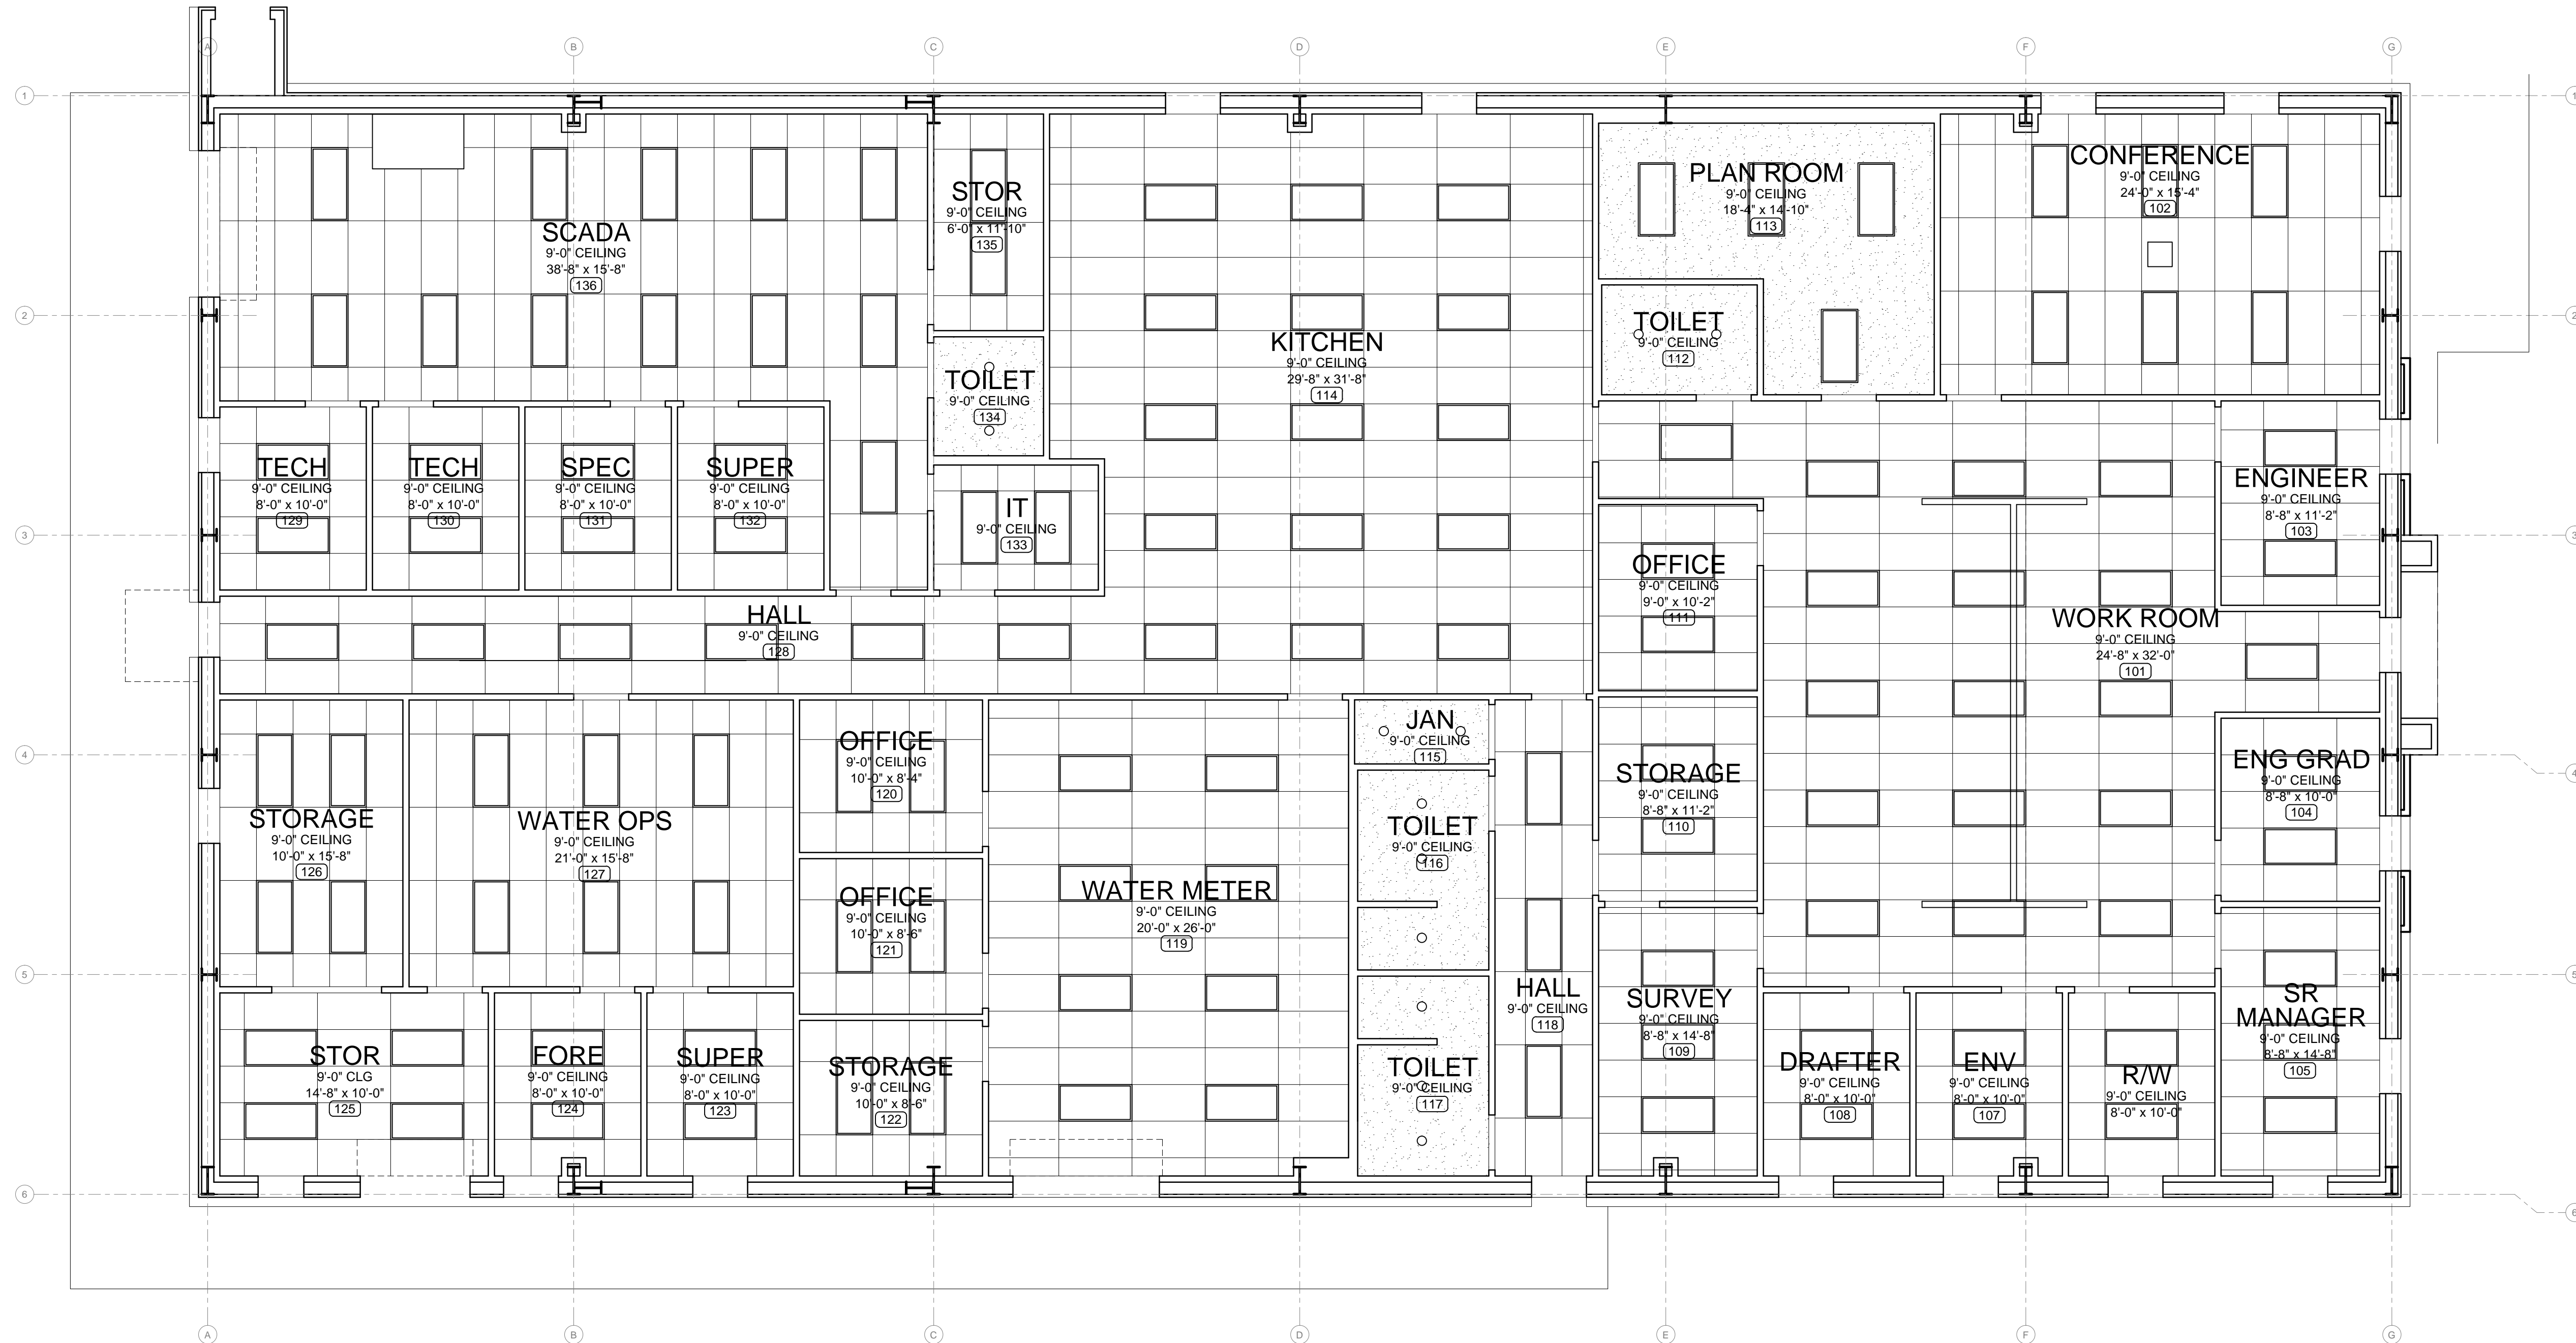 A
B
C
D
E
F
G
1
1
CONFERENCE
9'-0" CEILING
24'-0" x 15'-4"
102
PLAN ROOM
9'-0" CEILING
18'-4" x 14'-10"
113
STOR
9'-0" CEILING
6'-0" x 11'-10"
135
SCADA
9'-0" CEILING
38'-8" x 15'-8"
136
2
2
TOILET
9'-0" CEILING
112
KITCHEN
9'-0" CEILING
29'-8" x 31'-8"
114
TOILET
9'-0" CEILING
134
TECH
9'-0" CEILING
8'-0" x 10'-0"
129
TECH
9'-0" CEILING
8'-0" x 10'-0"
130
SPEC
9'-0" CEILING
8'-0" x 10'-0"
131
SUPER
9'-0" CEILING
8'-0" x 10'-0"
132
IT
9'-0" CEILING
133
ENGINEER
9'-0" CEILING
8'-8" x 11'-2"
103
3
3
OFFICE
9'-0" CEILING
9'-0" x 10'-2"
111
HALL
9'-0" CEILING
128
WORK ROOM
9'-0" CEILING
24'-8" x 32'-0"
101
JAN
9'-0" CEILING
115
OFFICE
9'-0" CEILING
10'-0" x 8'-4"
120
4
4
STORAGE
9'-0" CEILING
8'-8" x 11'-2"
110
ENG GRAD
9'-0" CEILING
8'-8" x 10'-0"
104
STORAGE
9'-0" CEILING
10'-0" x 15'-8"
126
WATER OPS
9'-0" CEILING
21'-0" x 15'-8"
127
TOILET
9'-0" CEILING
116
OFFICE
9'-0" CEILING
10'-0" x 8'-6"
121
WATER METER
9'-0" CEILING
20'-0" x 26'-0"
119
5
5
HALL
9'-0" CEILING
118
SURVEY
9'-0" CEILING
8'-8" x 14'-8"
109
SR
MANAGER
9'-0" CEILING
8'-8" x 14'-8"
105
STOR
9'-0" CLG
14'-8" x 10'-0"
125
FORE
9'-0" CEILING
8'-0" x 10'-0"
124
SUPER
9'-0" CEILING
8'-0" x 10'-0"
123
STORAGE
9'-0" CEILING
10'-0" x 8'-6"
122
TOILET
9'-0" CEILING
117
DRAFTER
9'-0" CEILING
8'-0" x 10'-0"
108
ENV
9'-0" CEILING
8'-0" x 10'-0"
107
R/W
9'-0" CEILING
8'-0" x 10'-0"
6
6
A
B
C
D
E
F
G